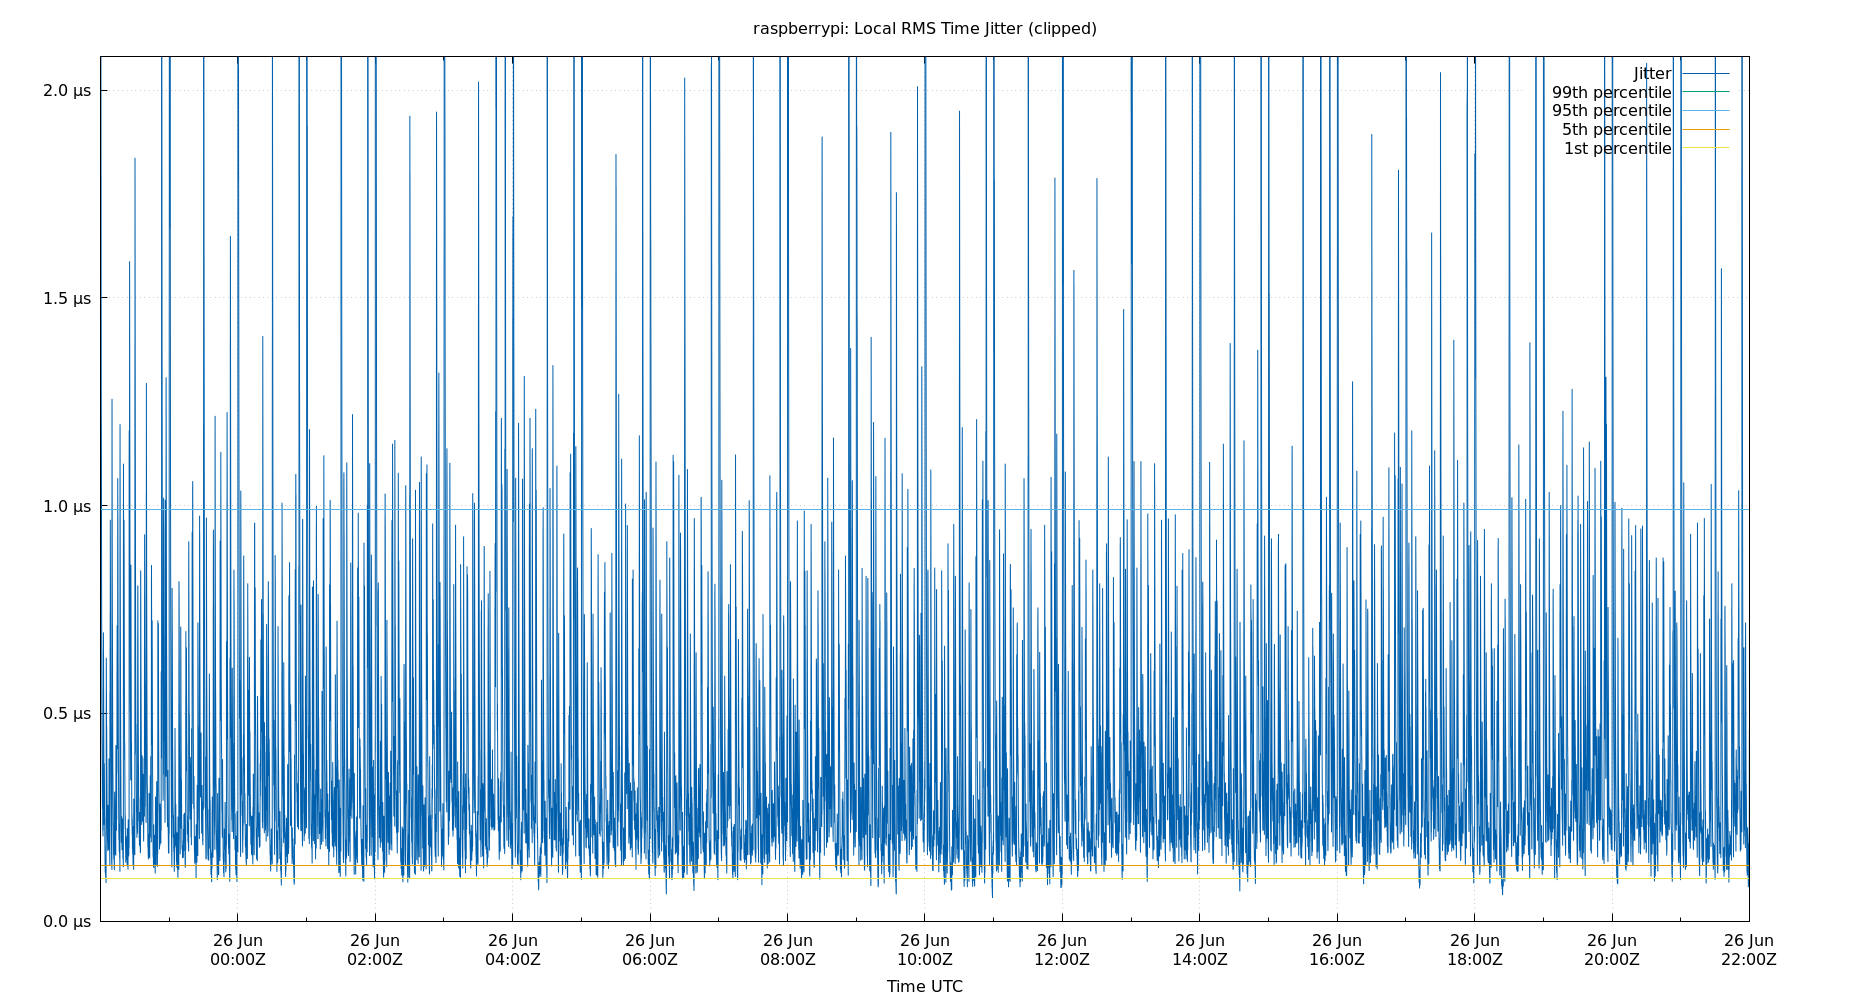 raspberrypi: Local RMS Time Jitter (clipped)
Jitter
99th percentile
95th percentile
5th percentile
1st percentile
2.0 µs
1.5 µs
1.0 µs
0.5 µs
0.0 µs
26 Jun 26 Jun 26 Jun 26 Jun 26 Jun 26 Jun 26 Jun 26 Jun 26 Jun 26 Jun 26 Jun 26 Jun
00:00Z 02:00Z 04:00Z 06:00Z 08:00Z 10:00Z 12:00Z 14:00Z 16:00Z 18:00Z 20:00Z 22:00Z
Time UTC